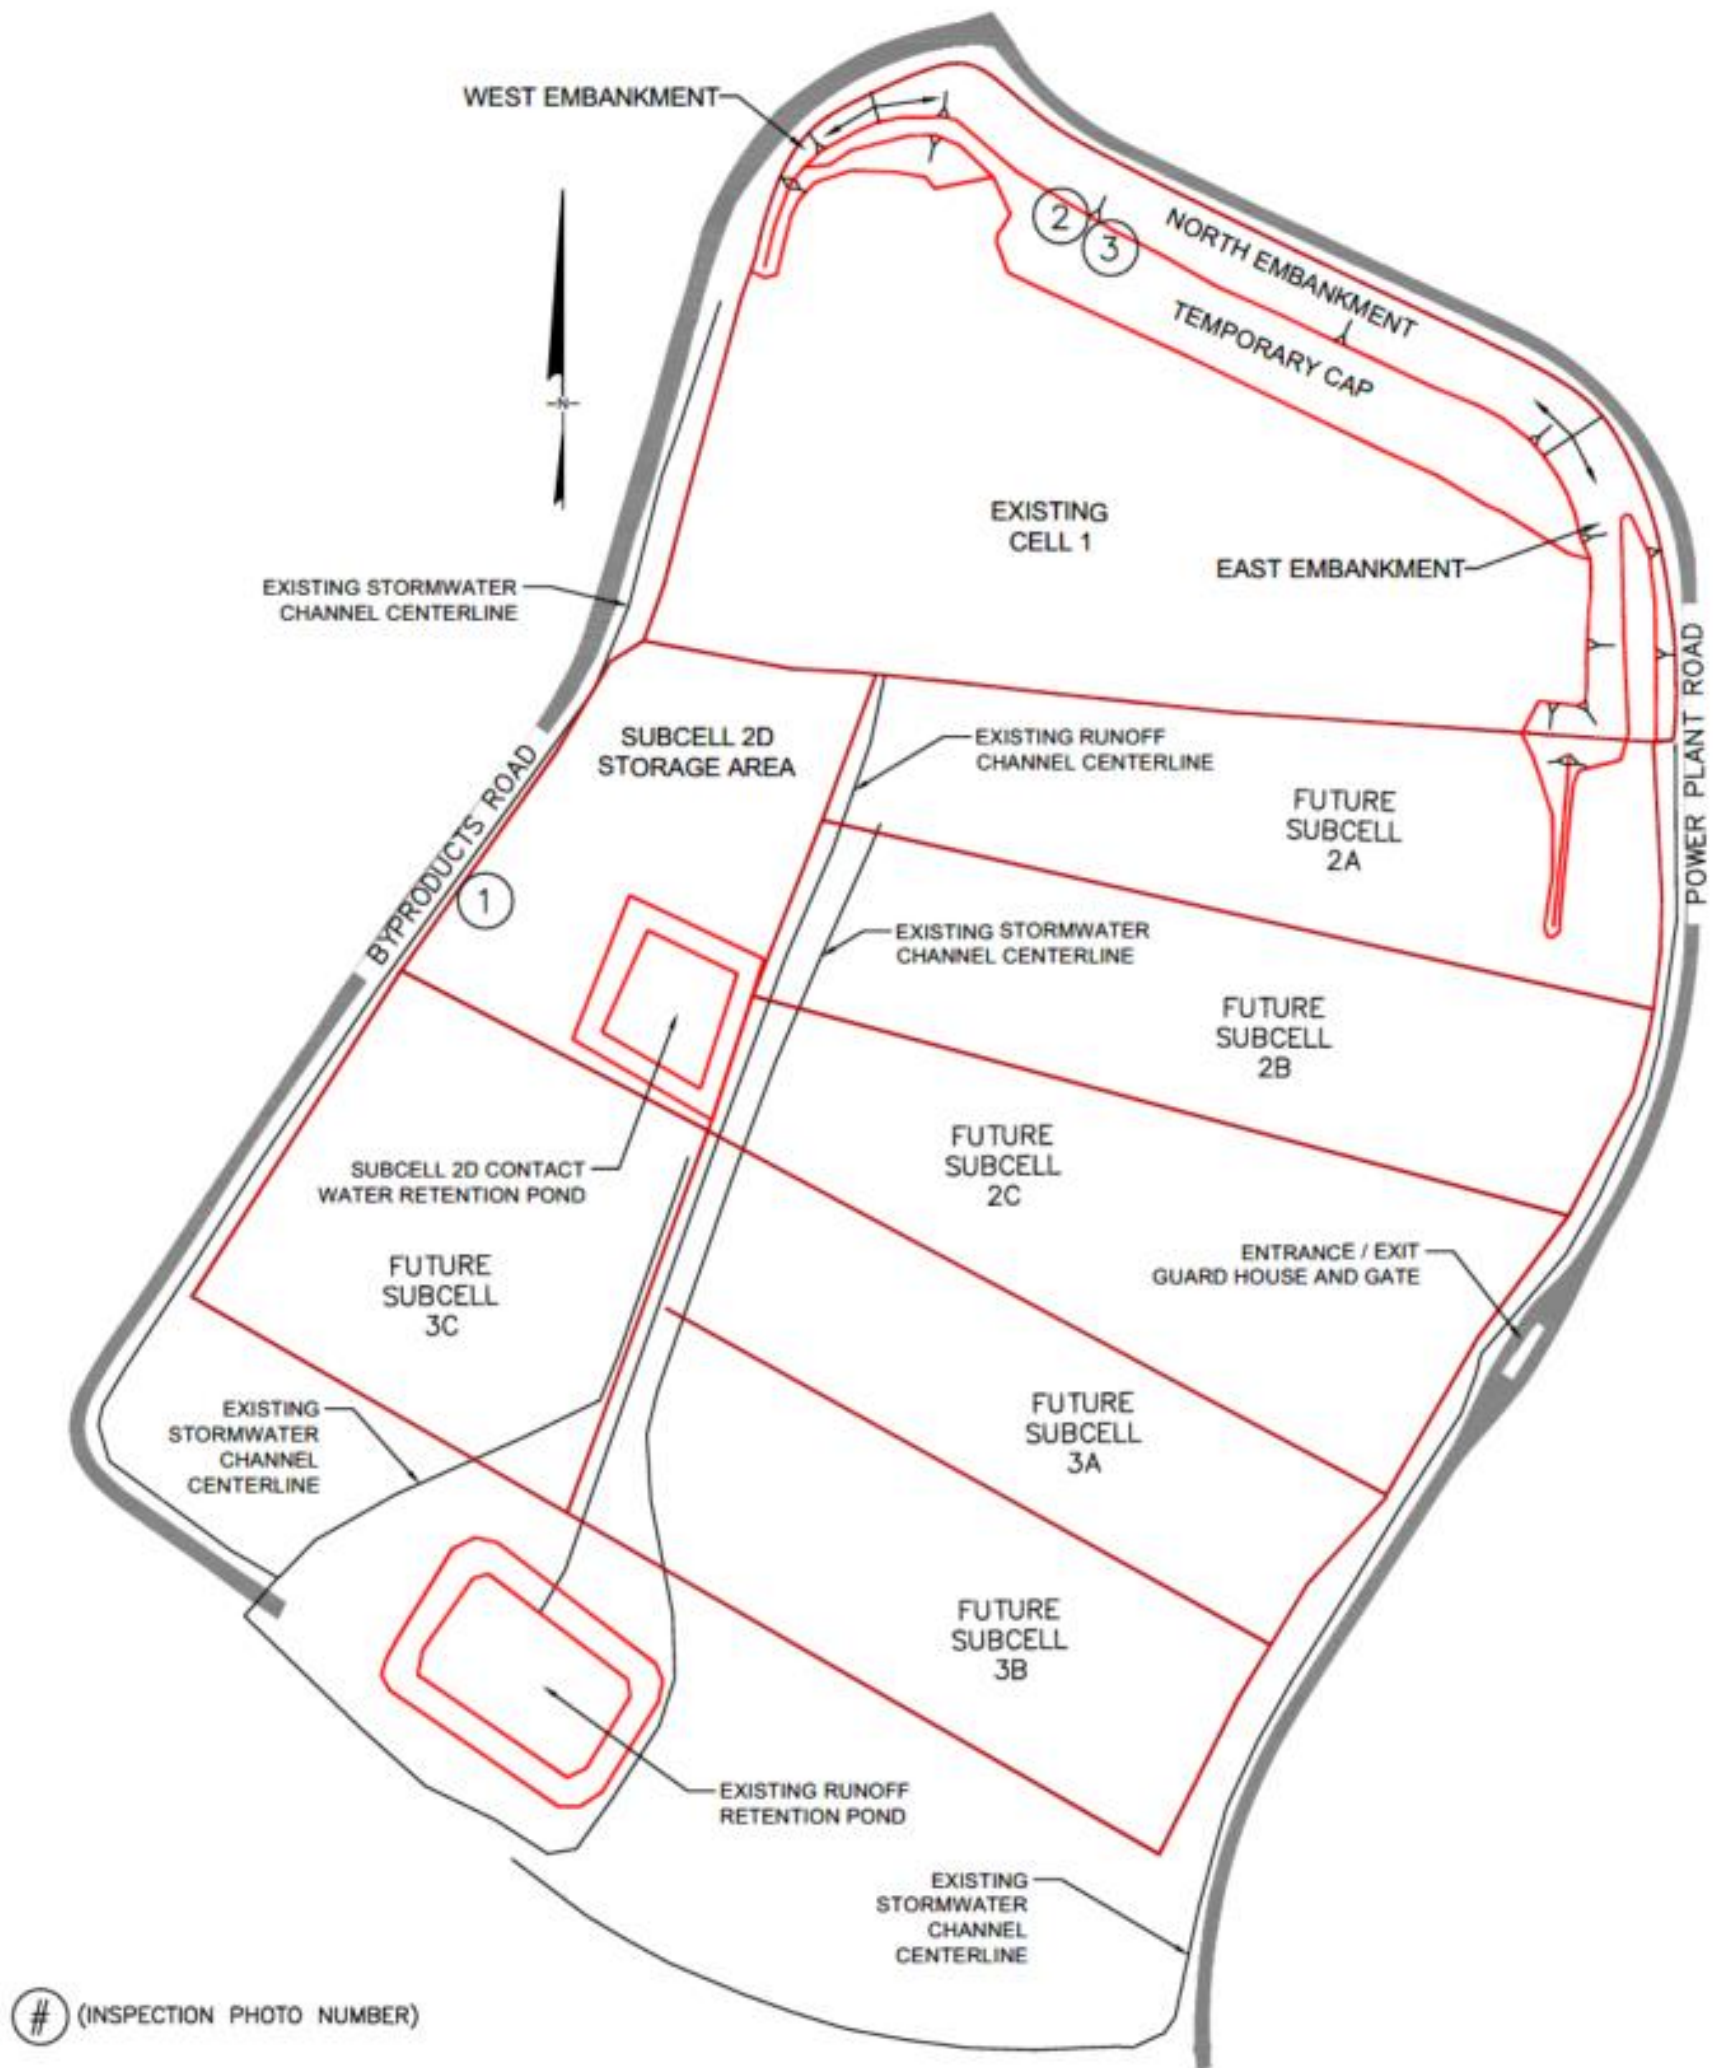 WEST EMBANKMENT
2
3
NORTH EMBANKMENT
TEMPORARY CAP
-N-
EXISTING
CELL 1
EAST EMBANKMENT
EXISTING STORMWATER
CHANNEL CENTERLINE
POWER PLANT ROAD
SUBCELL 2D
STORAGE AREA
EXISTING RUNOFF
CHANNEL CENTERLINE
FUTURE
SUBCELL
2A
BYPRODUCTS ROAD
1
EXISTING STORMWATER
CHANNEL CENTERLINE
FUTURE
SUBCELL
2B
FUTURE
SUBCELL
2C
SUBCELL 2D CONTACT
WATER RETENTION POND
ENTRANCE / EXIT
GUARD HOUSE AND GATE
FUTURE
SUBCELL
3C
EXISTING
STORMWATER
CHANNEL
CENTERLINE
FUTURE
SUBCELL
3A
FUTURE
SUBCELL
3B
EXISTING RUNOFF
RETENTION POND
EXISTING
STORMWATER
CHANNEL
CENTERLINE
# (INSPECTION PHOTO NUMBER)